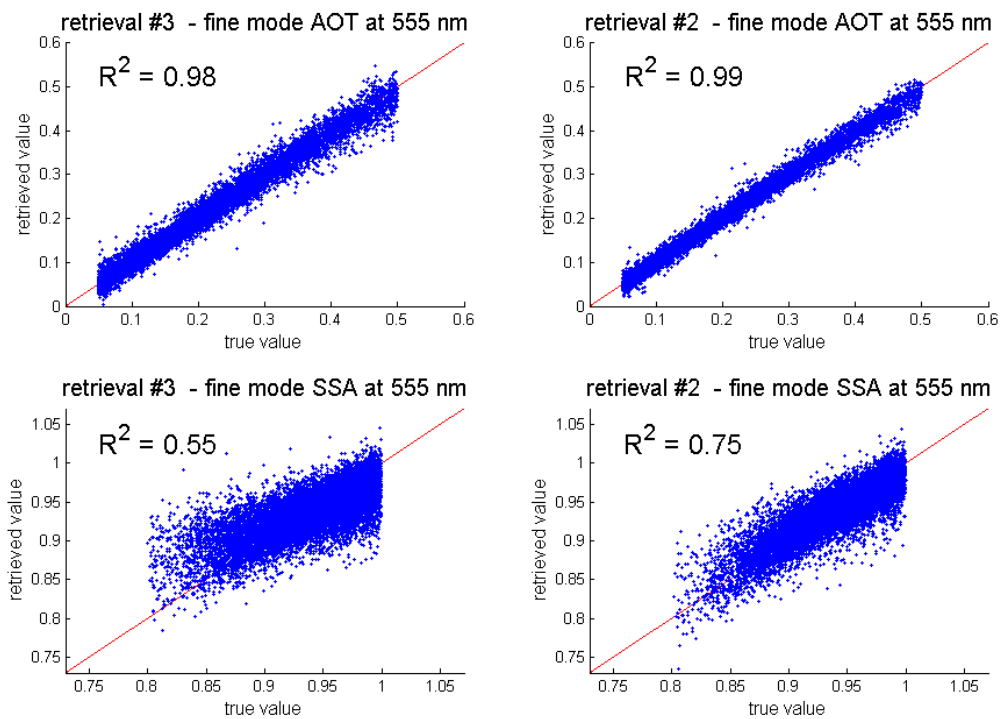 retrieval #3 - fine mode AOT at 555 nm
R² = 0.98
retrieved value
0.6
0.5
0.4
0.3
0.2
0.1
0
0 0.1 0.2 0.3 0.4 0.5 0.6
true value
retrieval #2 - fine mode AOT at 555 nm
R² = 0.99
retrieved value
0.6
0.5
0.4
0.3
0.2
0.1
0
0 0.1 0.2 0.3 0.4 0.5 0.6
true value
retrieval #3 - fine mode SSA at 555 nm
R² = 0.55
retrieved value
1.05
1
0.95
0.9
0.85
0.8
0.75
0.75 0.8 0.85 0.9 0.95 1 1.05
true value
retrieval #2 - fine mode SSA at 555 nm
R² = 0.75
retrieved value
1.05
1
0.95
0.9
0.85
0.8
0.75
0.75 0.8 0.85 0.9 0.95 1 1.05
true value